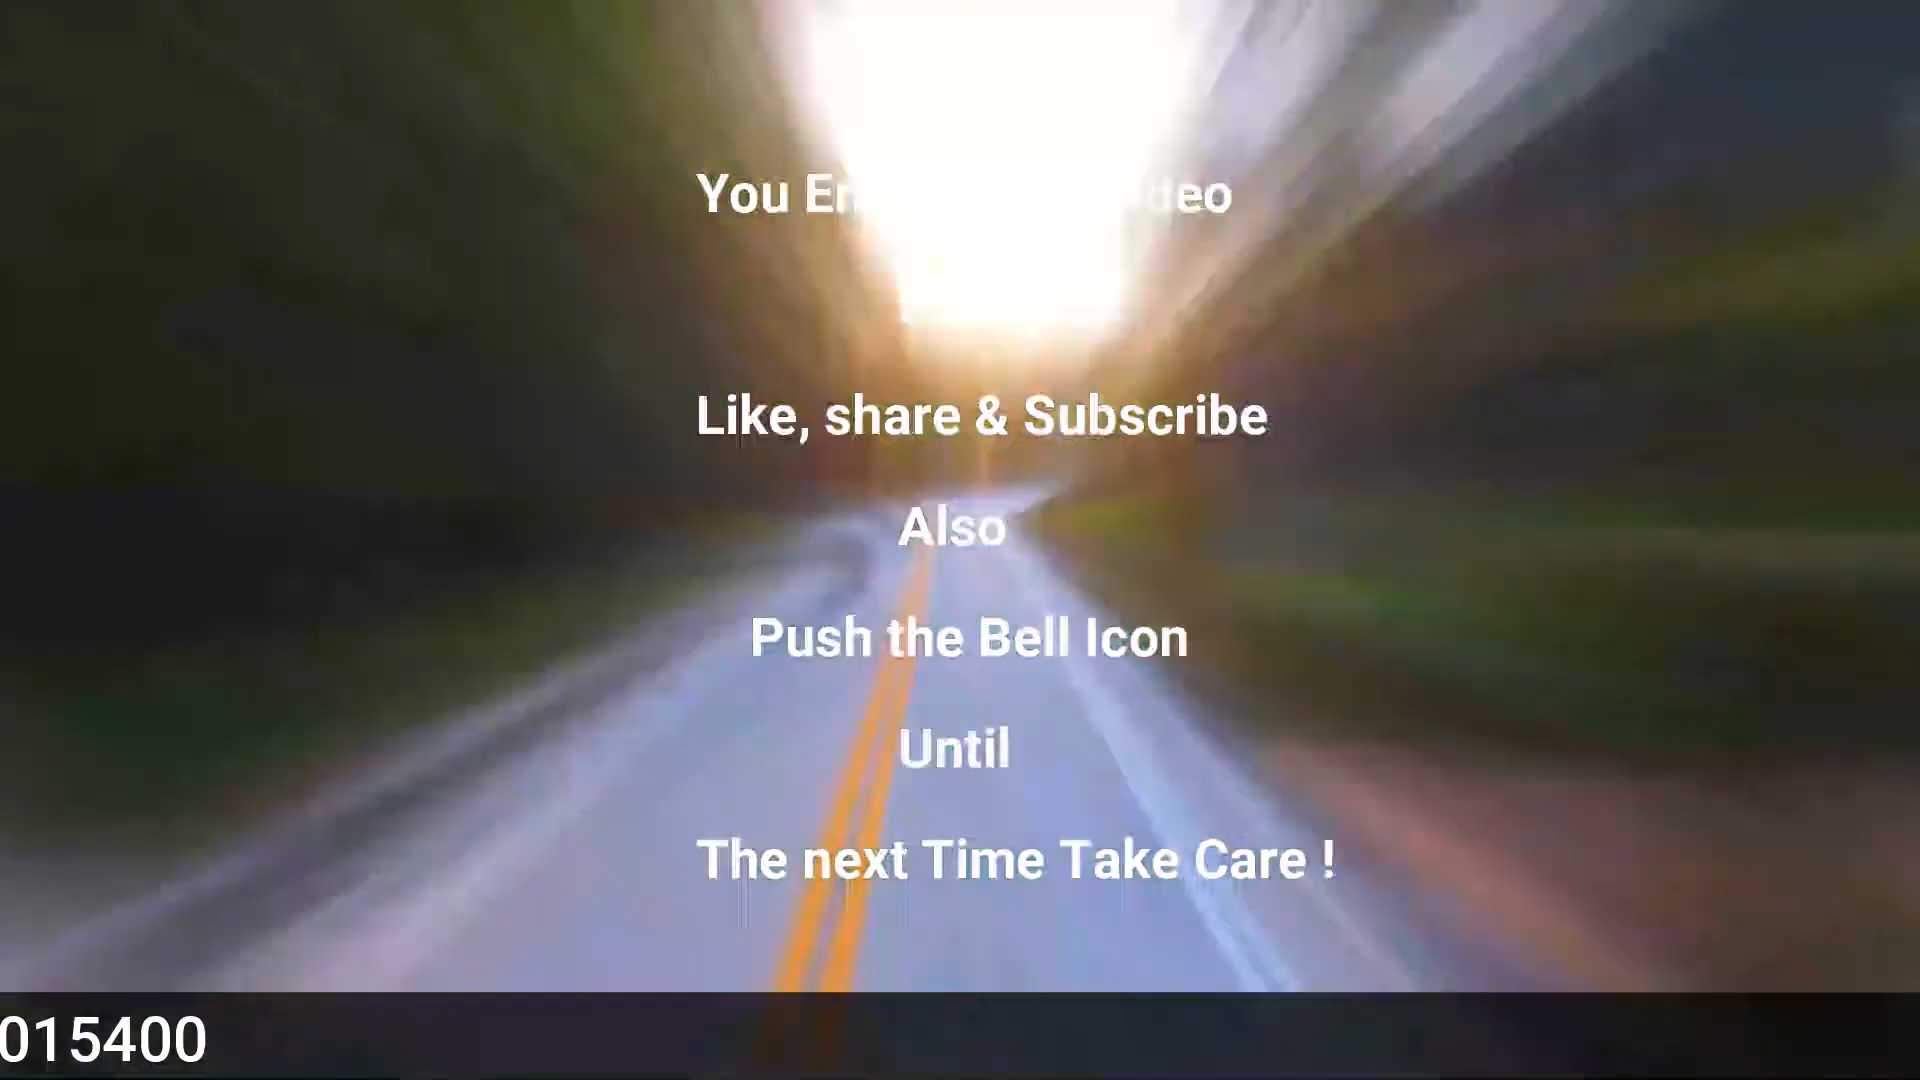 You
Like, share & Subscribe
Also
Push the Bell Icon
Until
The next Time Take Care !
015400